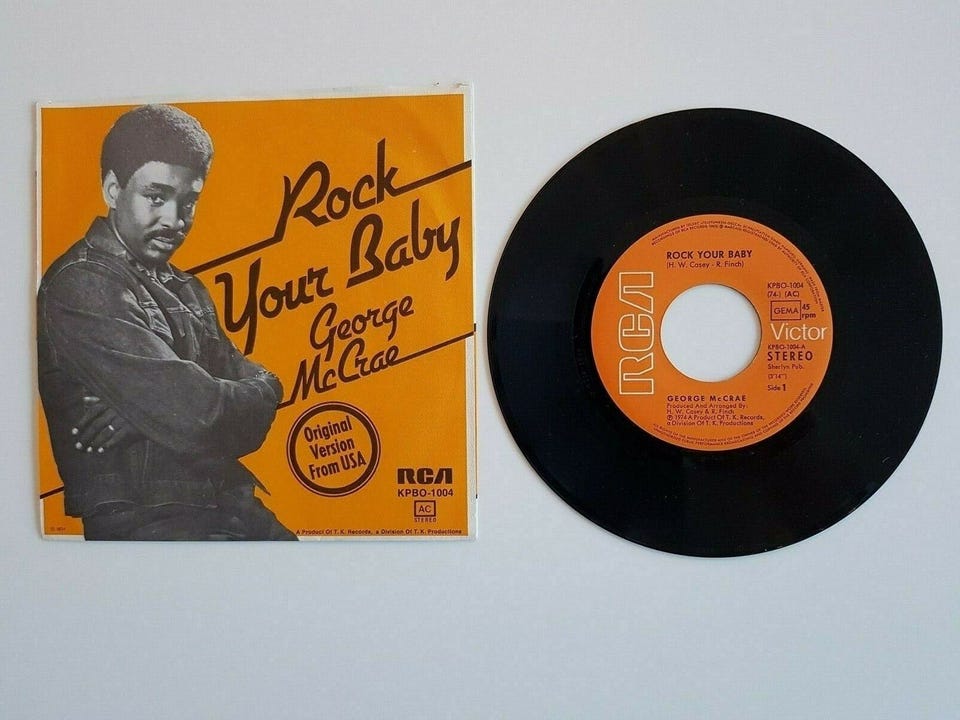 Rock
Your Baby
George
McCrae
Original
Version
From USA
RCA
KPBO-1004
AC
STEREO
A Product Of T. K. Records, a Division Of T. K. Productions
RCA
ROCK YOUR BABY
(H. W. Casey - R. Finch)
KPBO-1004
(74-) (AC)
GEMA 45 rpm
Victor
KPBO-1004-A
STEREO
Sherlyn Pub.
(3'14")
Side 1
GEORGE McCRAE
Produced And Arranged By:
H. W. Casey & R. Finch
℗ 1974 A Product Of T. K. Records,
a Division Of T. K. Productions